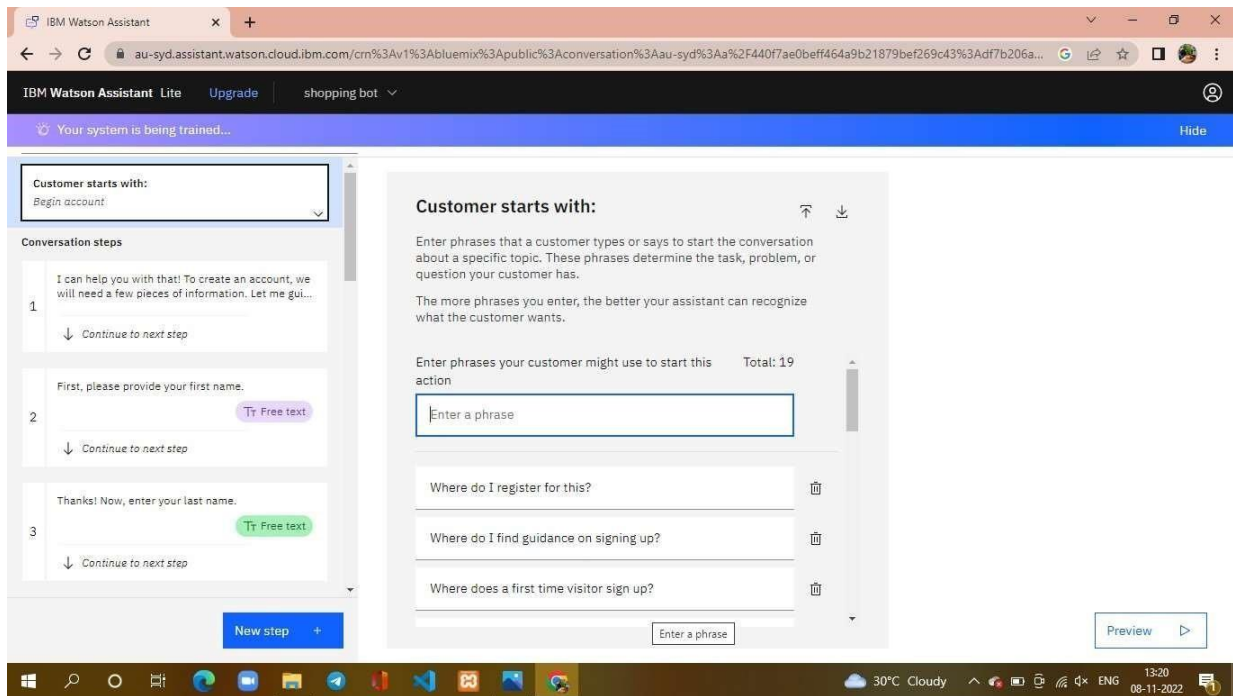 IBM Watson Assistant
au-syd.assistant.watson.cloud.ibm.com/crn%3Av1%3Abluemix%3Apublic%3Aconversation%3Aau-syd%3Aa%2F440f7ae0beff464a9b21879bef269c43%3Adf7b206a...
IBM Watson Assistant Lite Upgrade shopping bot
Your system is being trained... Hide
Customer starts with:
Begin account
Conversation steps
1
I can help you with that! To create an account, we
will need a few pieces of information. Let me gui...
Continue to next step
2
First, please provide your first name.
Tт Free text
Continue to next step
3
Thanks! Now, enter your last name.
Tт Free text
Continue to next step
New step +
Customer starts with:
Enter phrases that a customer types or says to start the conversation
about a specific topic. These phrases determine the task, problem, or
question your customer has.
The more phrases you enter, the better your assistant can recognize
what the customer wants.
Enter phrases your customer might use to start this Total: 19
action
Enter a phrase
Where do I register for this?
Where do I find guidance on signing up?
Where does a first time visitor sign up?
Enter a phrase
Preview
30°C Cloudy ENG 13:20
08-11-2022